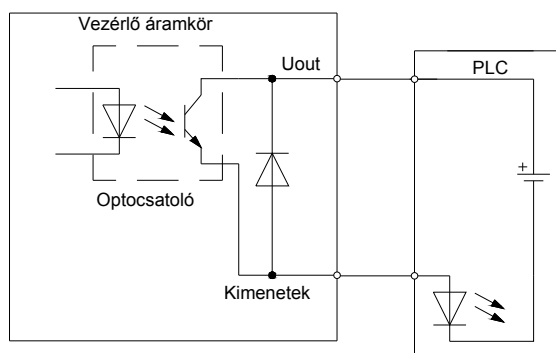 Vezérlő áramkör
Uout
PLC
+
Optocsatoló
Kimenetek